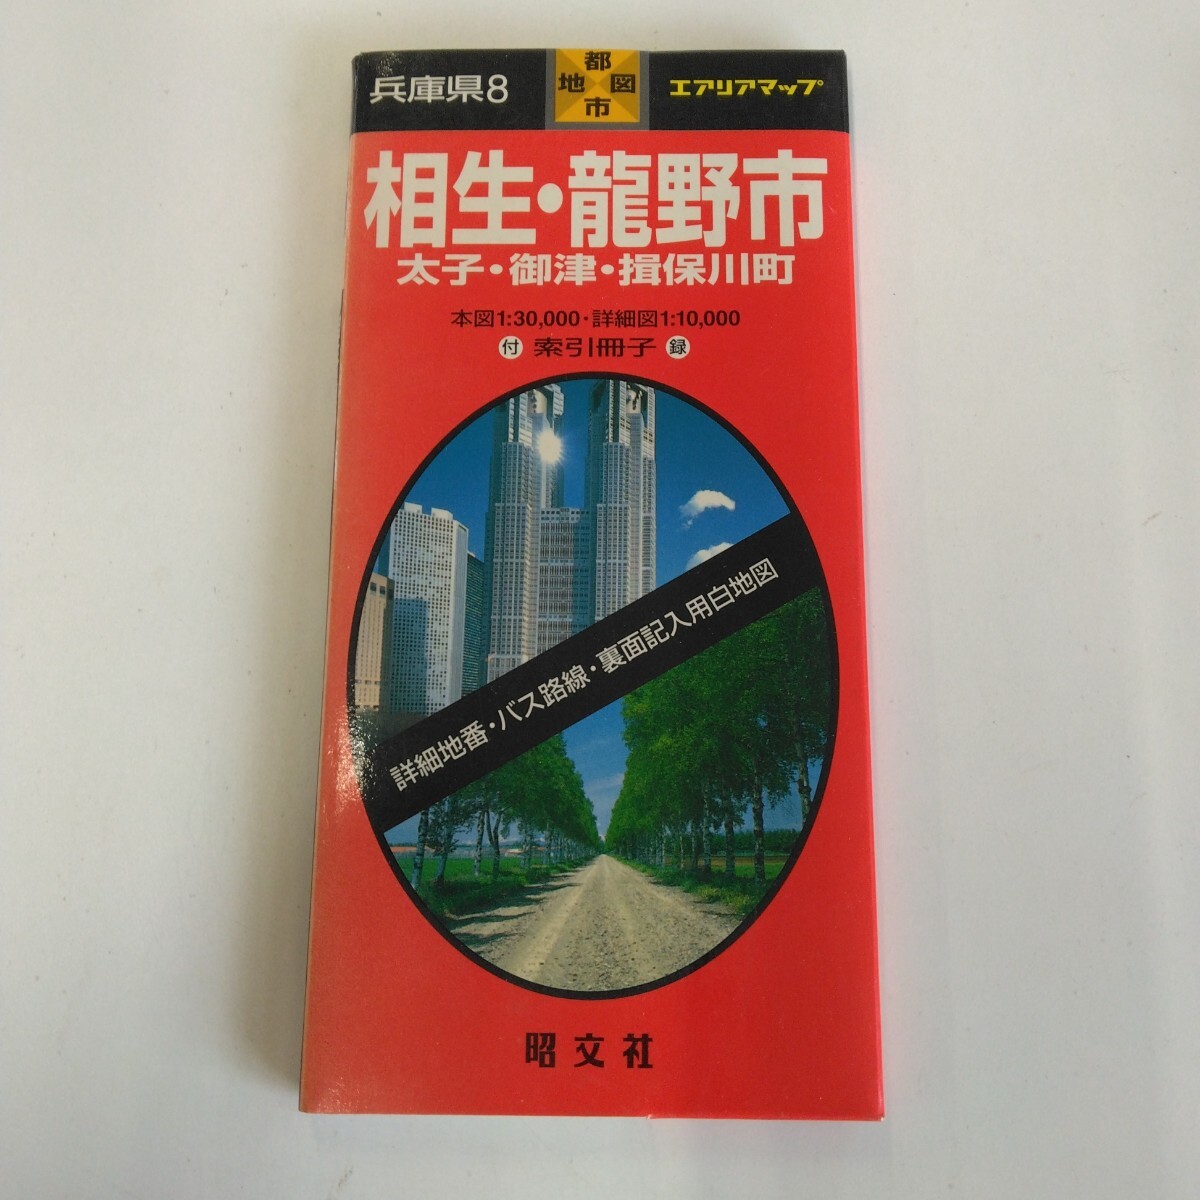 兵庫県8
都市地図
エアリアマップ
相生・龍野市
太子・御津・揖保川町
本図1:30,000・詳細図1:10,000
付 索引冊子 録
詳細地番・バス路線・裏面記入用白地図
昭文社